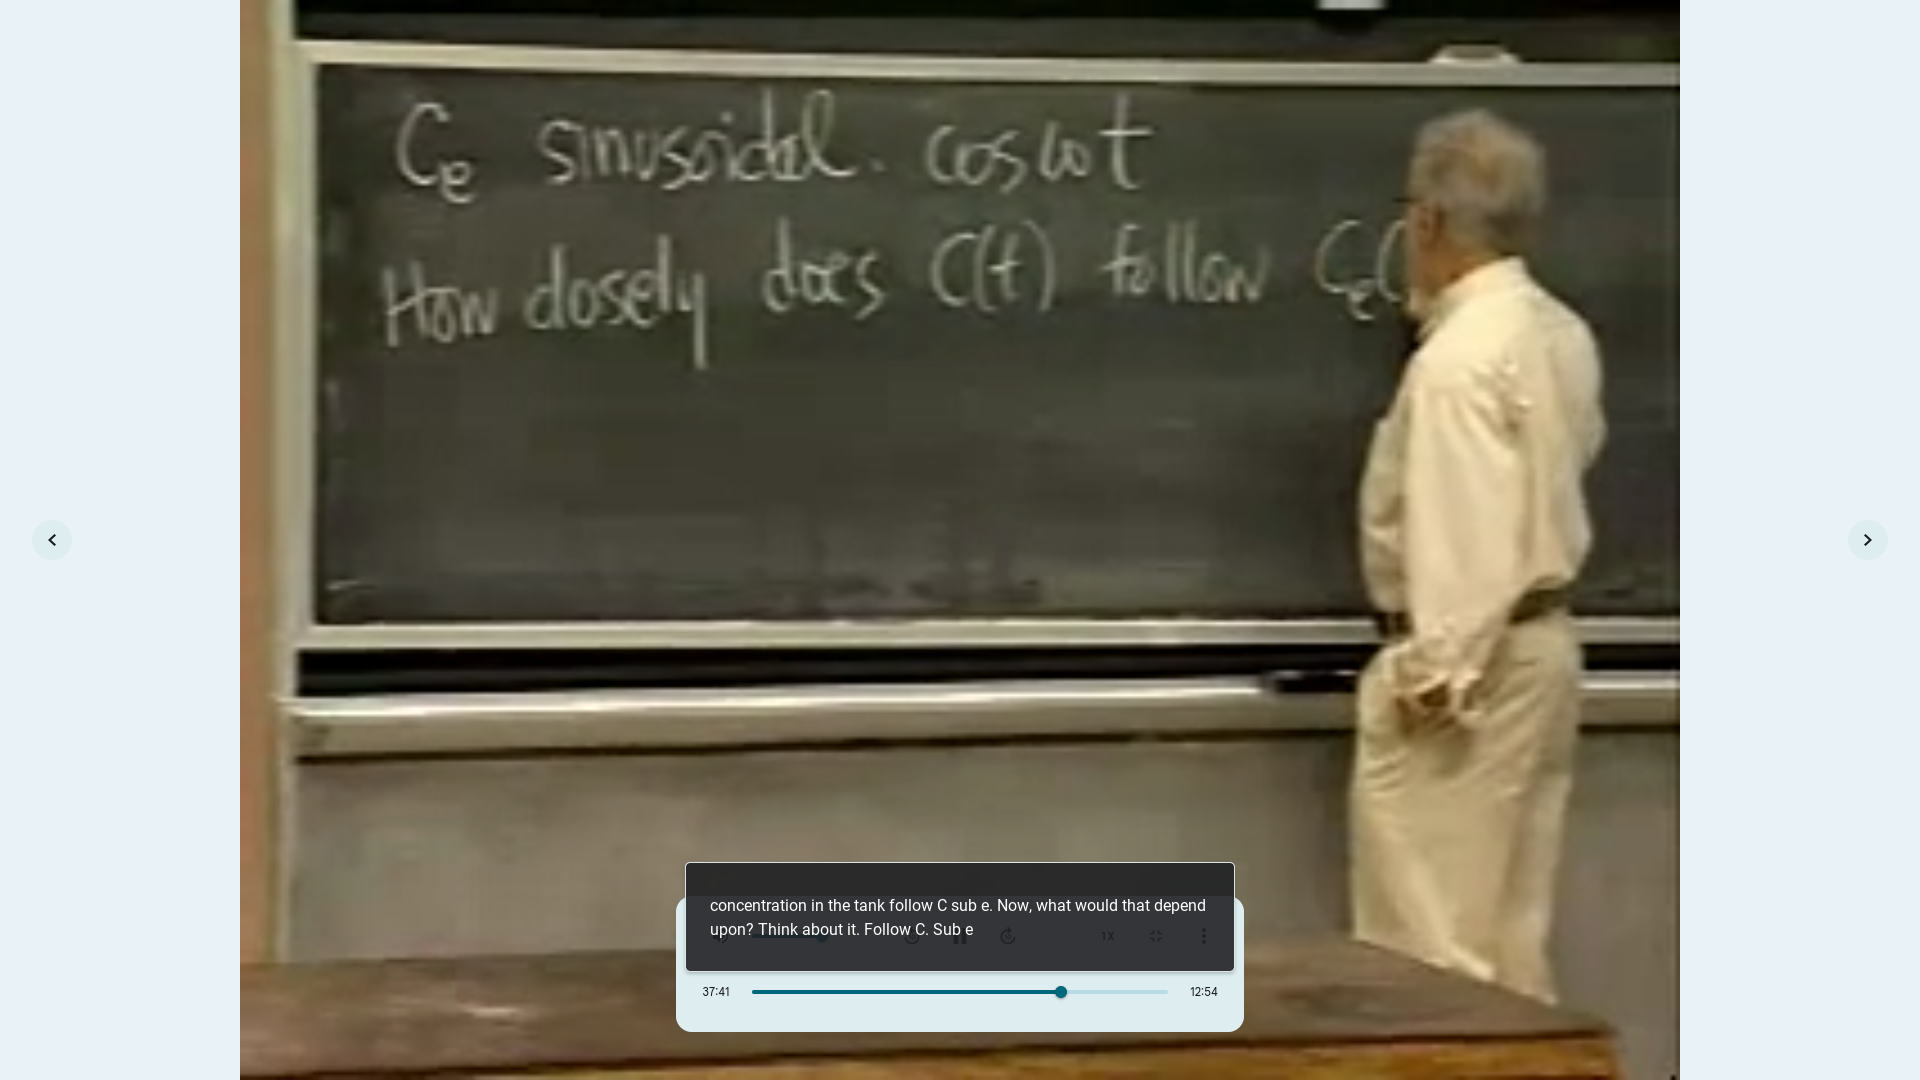 Ce sinusoidal. cos ωt
How closely does C(t) follow Ce(
concentration in the tank follow C sub e. Now, what would that depend
upon? Think about it. Follow C. Sub e
1X
37:41
12:54